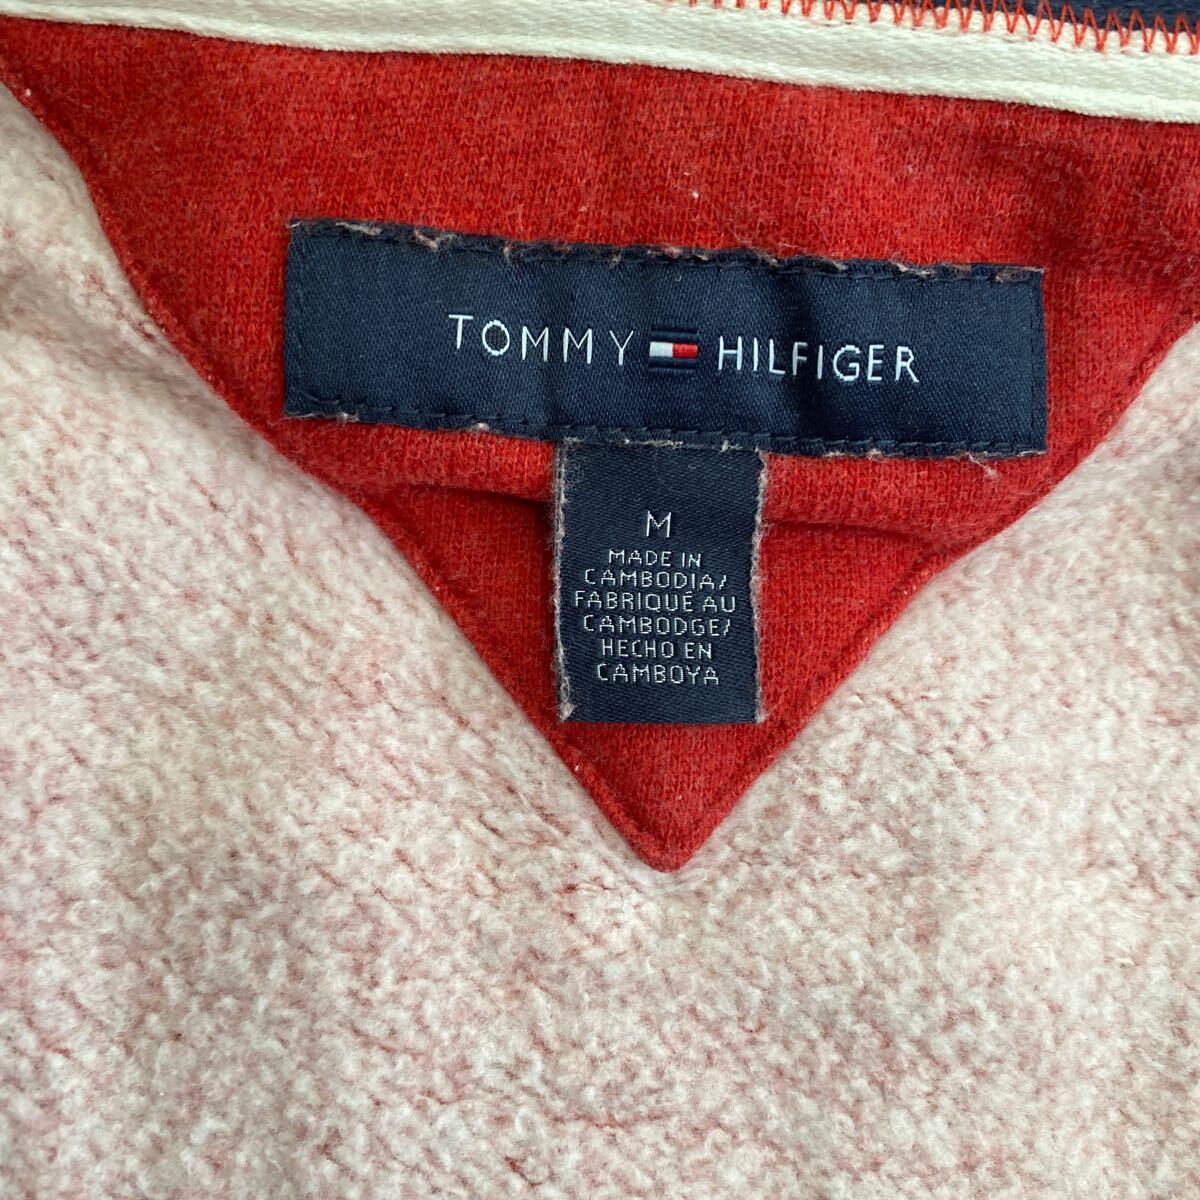 TOMMY HILFIGER
M
MADE IN
CAMBODIA/
FABRIQUÉ AU
CAMBODGE/
HECHO EN
CAMBOYA